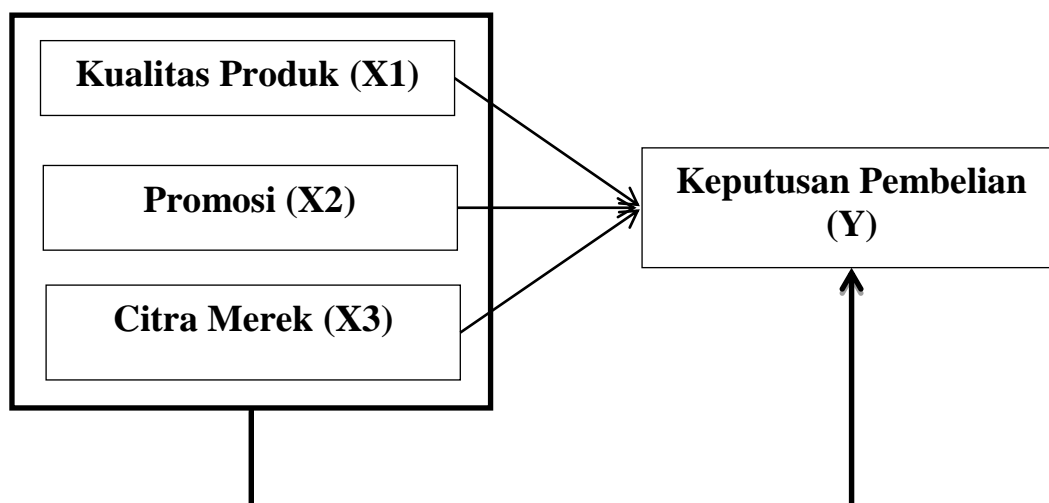 Kualitas Produk (X1)
Promosi (X2)
Keputusan Pembelian
(Y)
Citra Merek (X3)